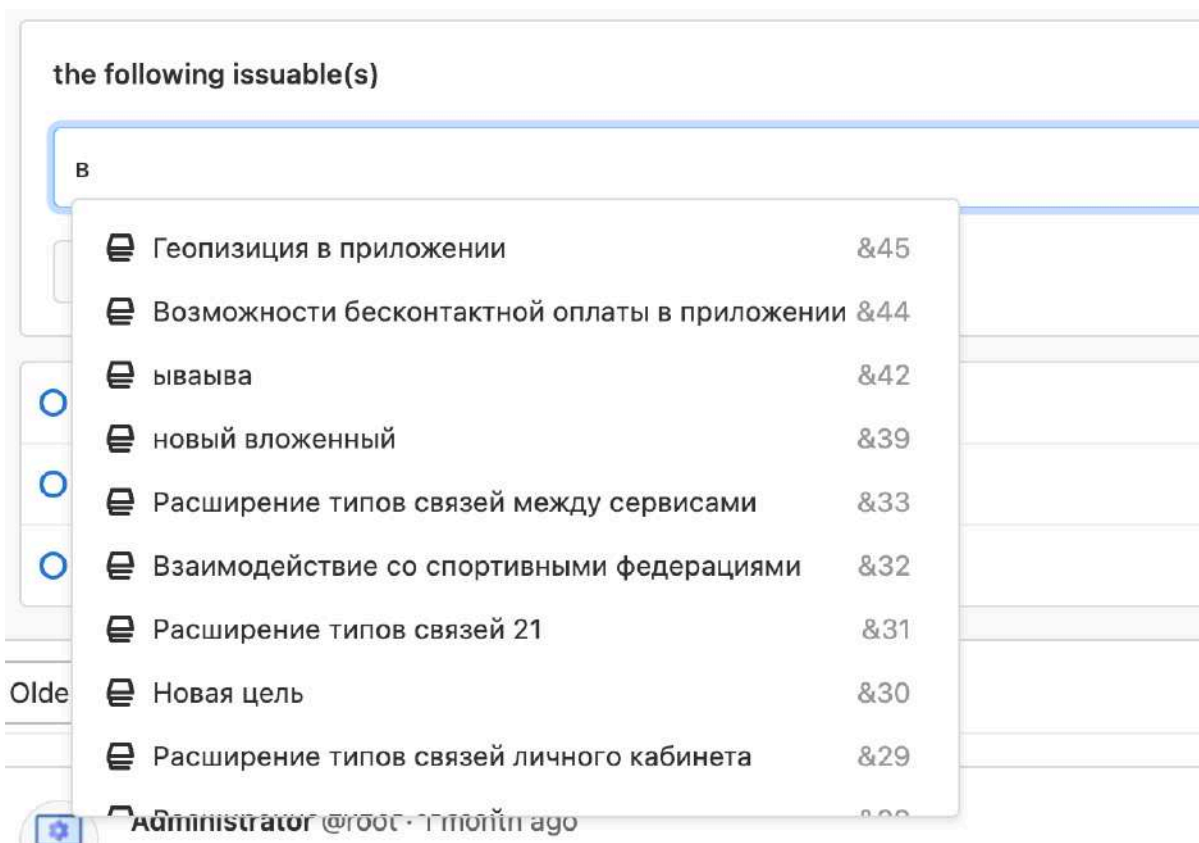 the following issuable(s)
в
Геопизиция в приложении &45
Возможности бесконтактной оплаты в приложении &44
ываыва &42
новый вложенный &39
Расширение типов связей между сервисами &33
Взаимодействие со спортивными федерациями &32
Расширение типов связей 21 &31
Olde
Новая цель &30
Расширение типов связей личного кабинета &29
Administrator @root · 1 month ago